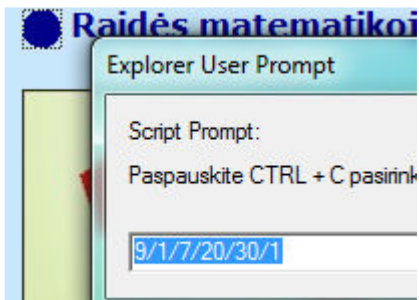 Raidės matematikoj
Explorer User Prompt
Script Prompt:
Paspauskite CTRL + C pasirink
9/1/7/20/30/1